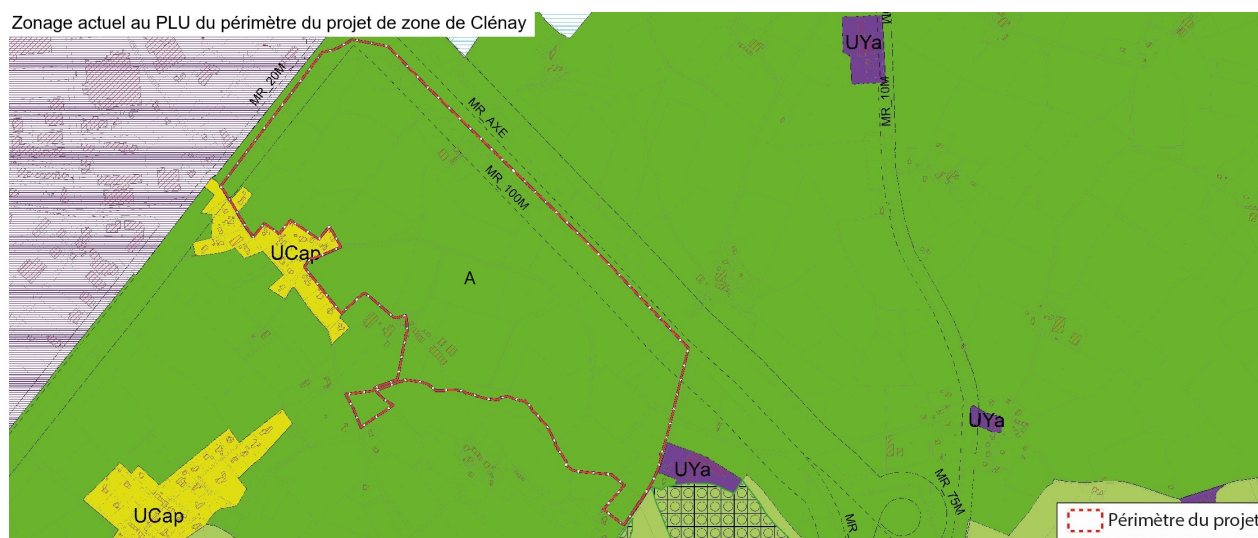 Zonage actuel au PLU du périmètre du projet de zone de Clénay
UYa
MR_20M
MR_10M
MR_AXE
MR_100M
UCap
A
UYa
UYa
UCap
MR_75M
MR
Périmètre du projet